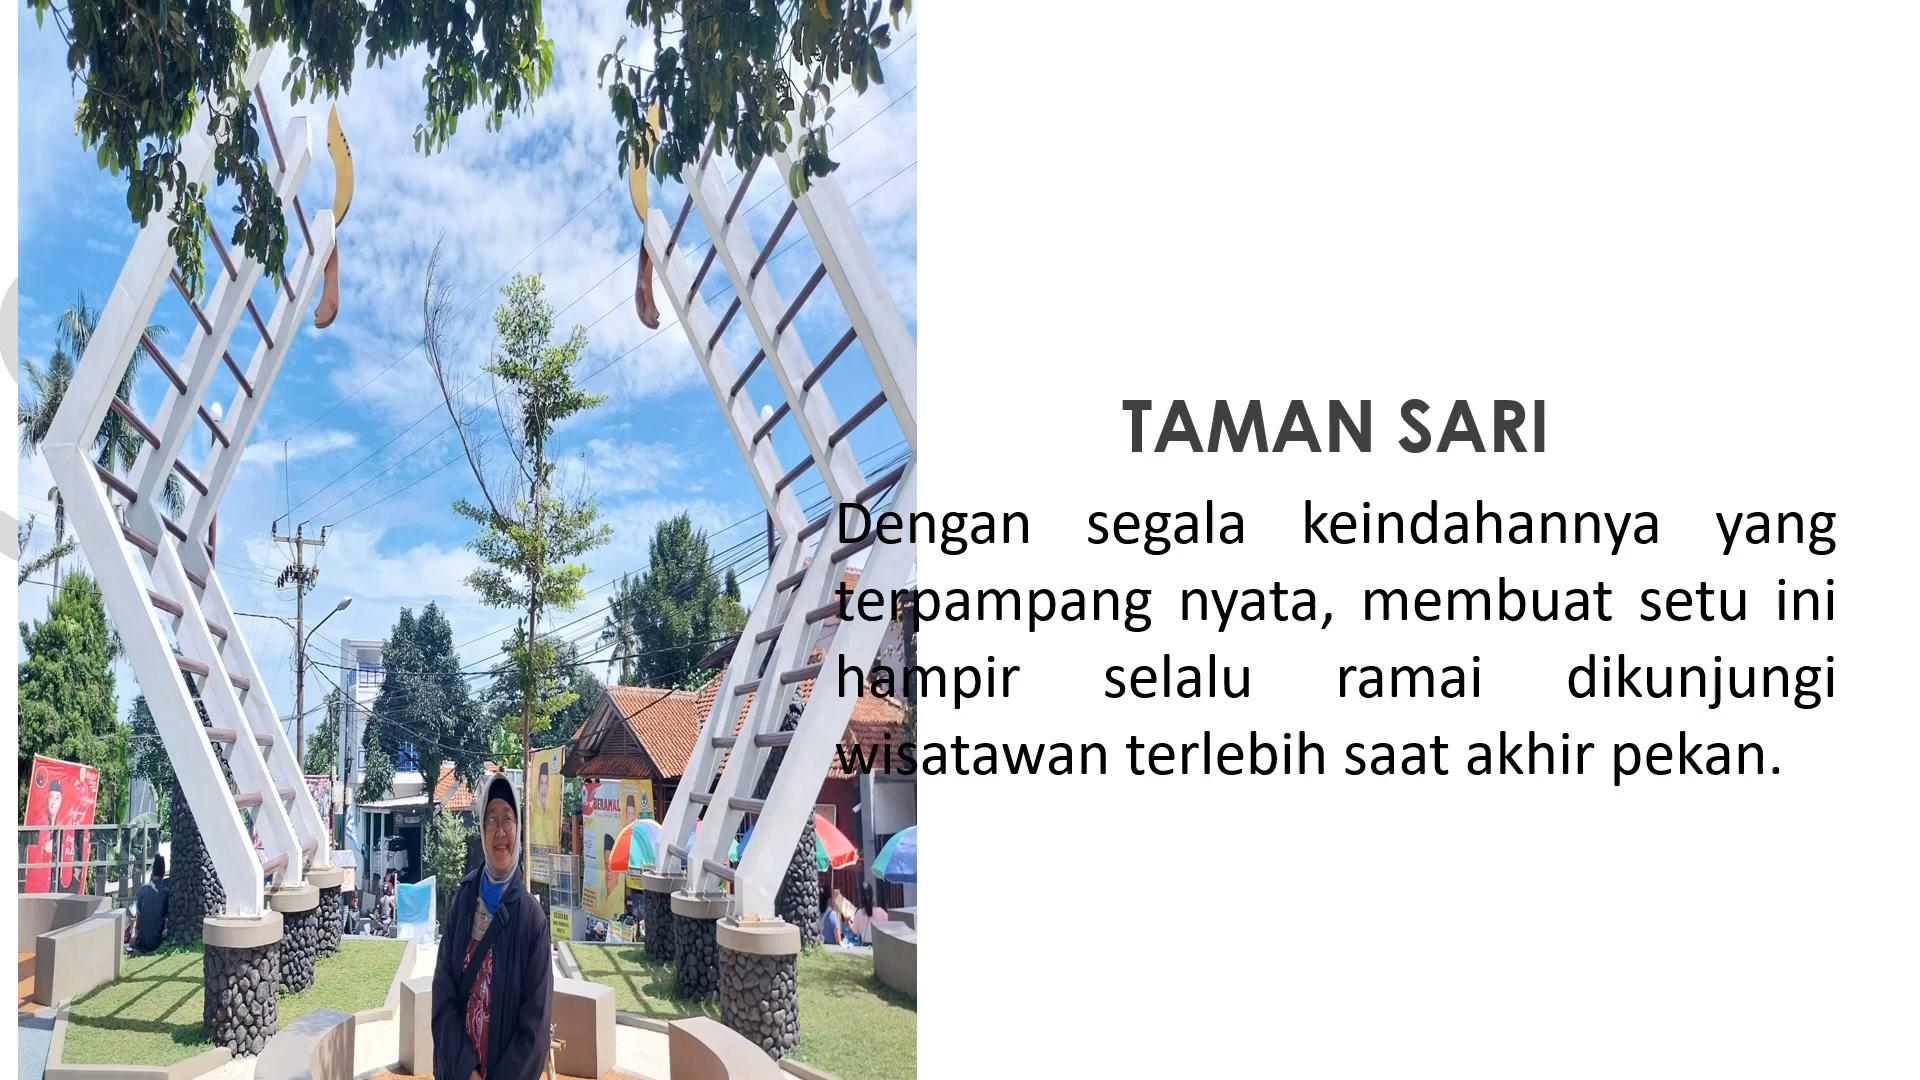 TAMAN SARI
Dengan segala keindahannya yang
terpampang nyata, membuat setu ini
hampir selalu ramai dikunjungi
wisatawan terlebih saat akhir pekan.
BERAMAL